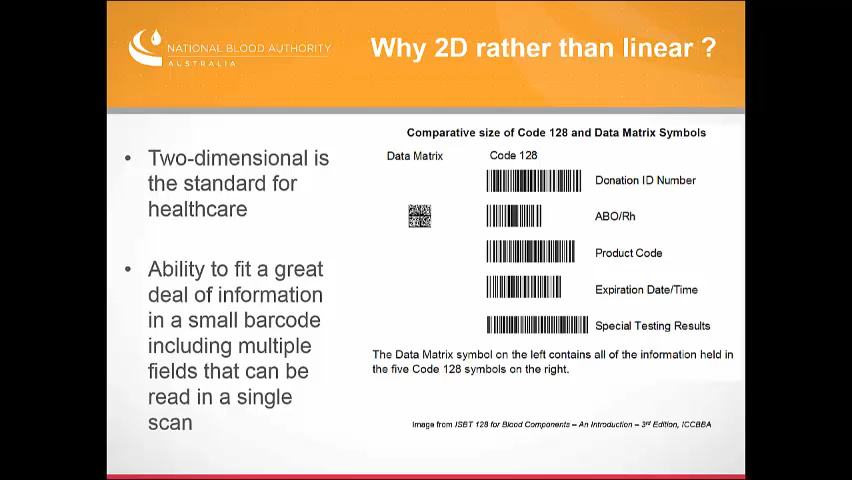 NATIONAL BLOOD AUTHORITY
AUSTRALIA
Why 2D rather than linear ?
• Two-dimensional is
the standard for
healthcare
• Ability to fit a great
deal of information
in a small barcode
including multiple
fields that can be
read in a single
scan
Comparative size of Code 128 and Data Matrix Symbols
Data Matrix Code 128
Donation ID Number
ABO/Rh
Product Code
Expiration Date/Time
Special Testing Results
The Data Matrix symbol on the left contains all of the information held in
the five Code 128 symbols on the right.
Image from ISBT 128 for Blood Components – An Introduction – 3rd Edition, ICCBBA